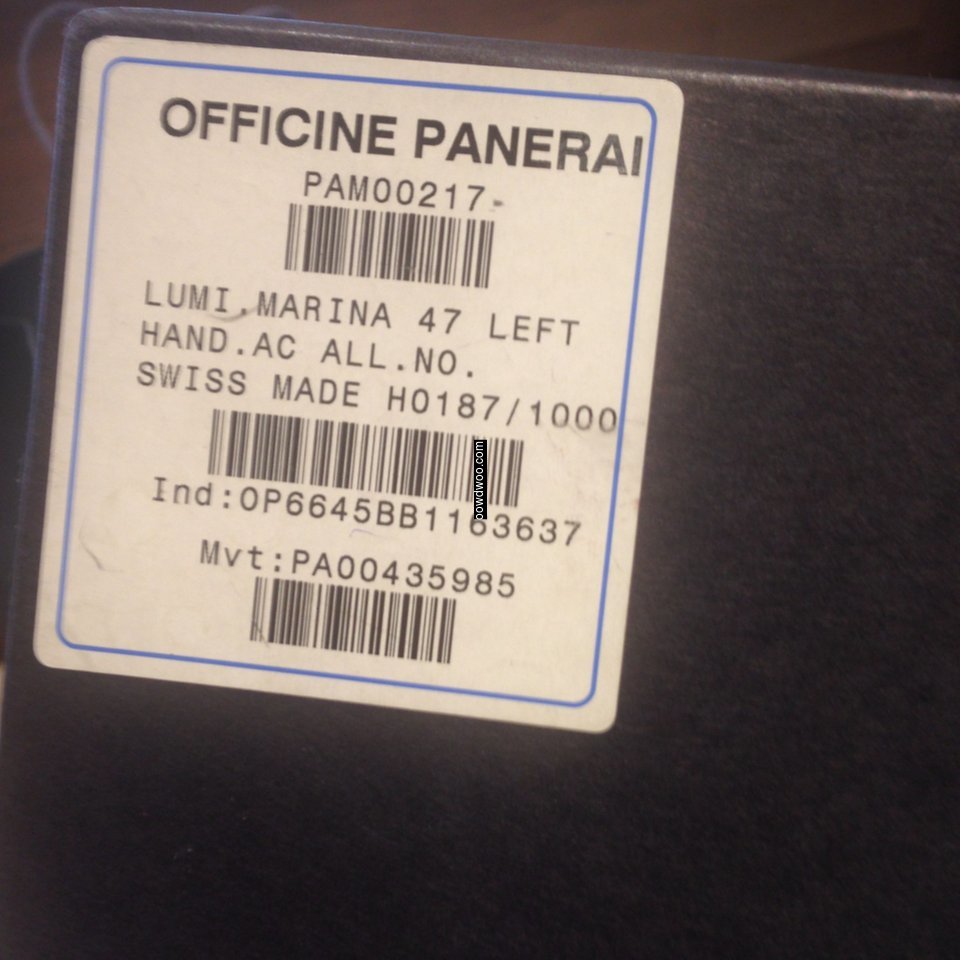 OFFICINE PANERAI
PAM00217-
LUMI.MARINA 47 LEFT
HAND.AC ALL.NO.
SWISS MADE H0187/1000
Ind:OP6645BB1163637
Mvt:PA00435985
powdwoo.com